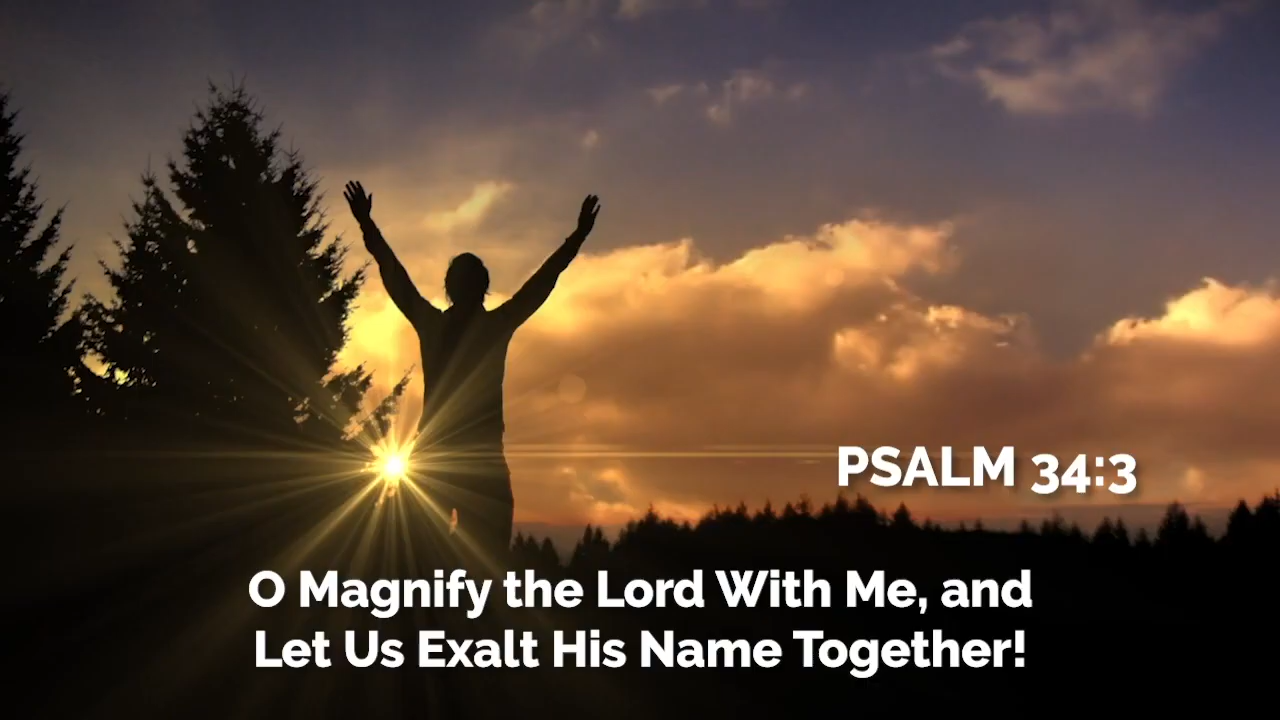 PSALM 34:3
O Magnify the Lord With Me, and
Let Us Exalt His Name Together!